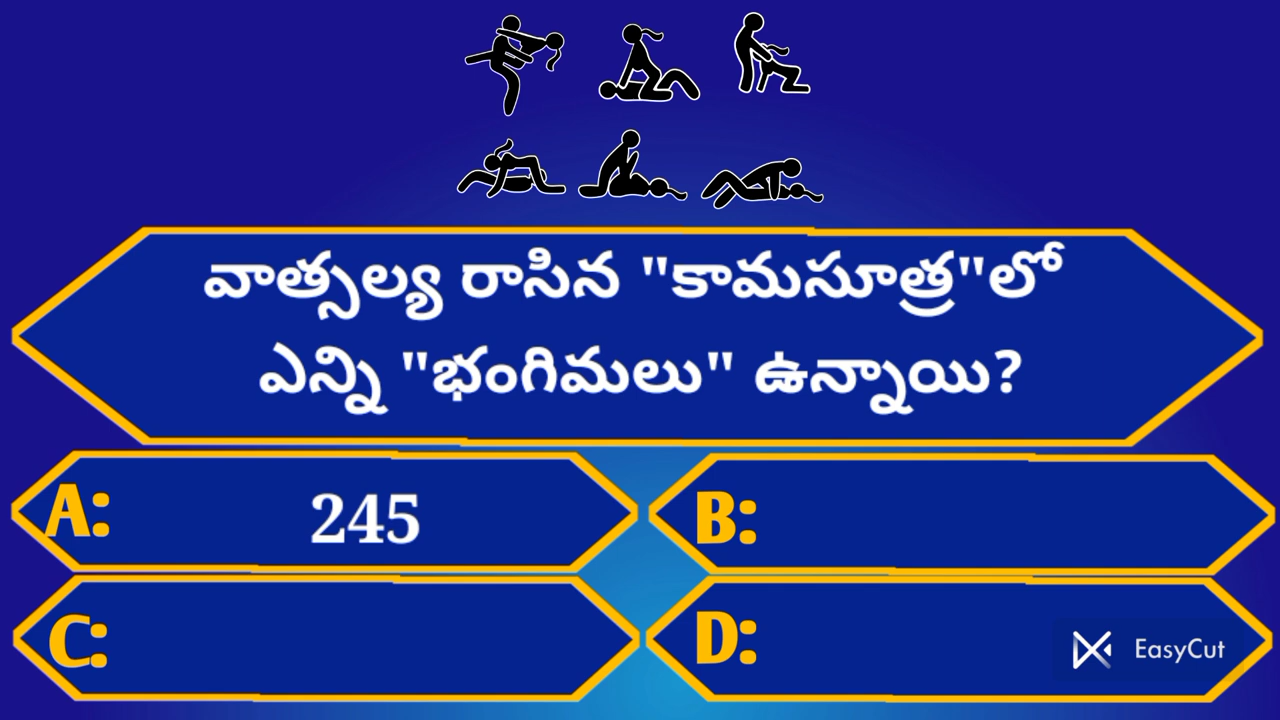 వాత్సల్య రాసిన "కామసూత్ర"లో
ఎన్ని "భంగిమలు" ఉన్నాయి?
A: 245
B:
C:
D:
EasyCut